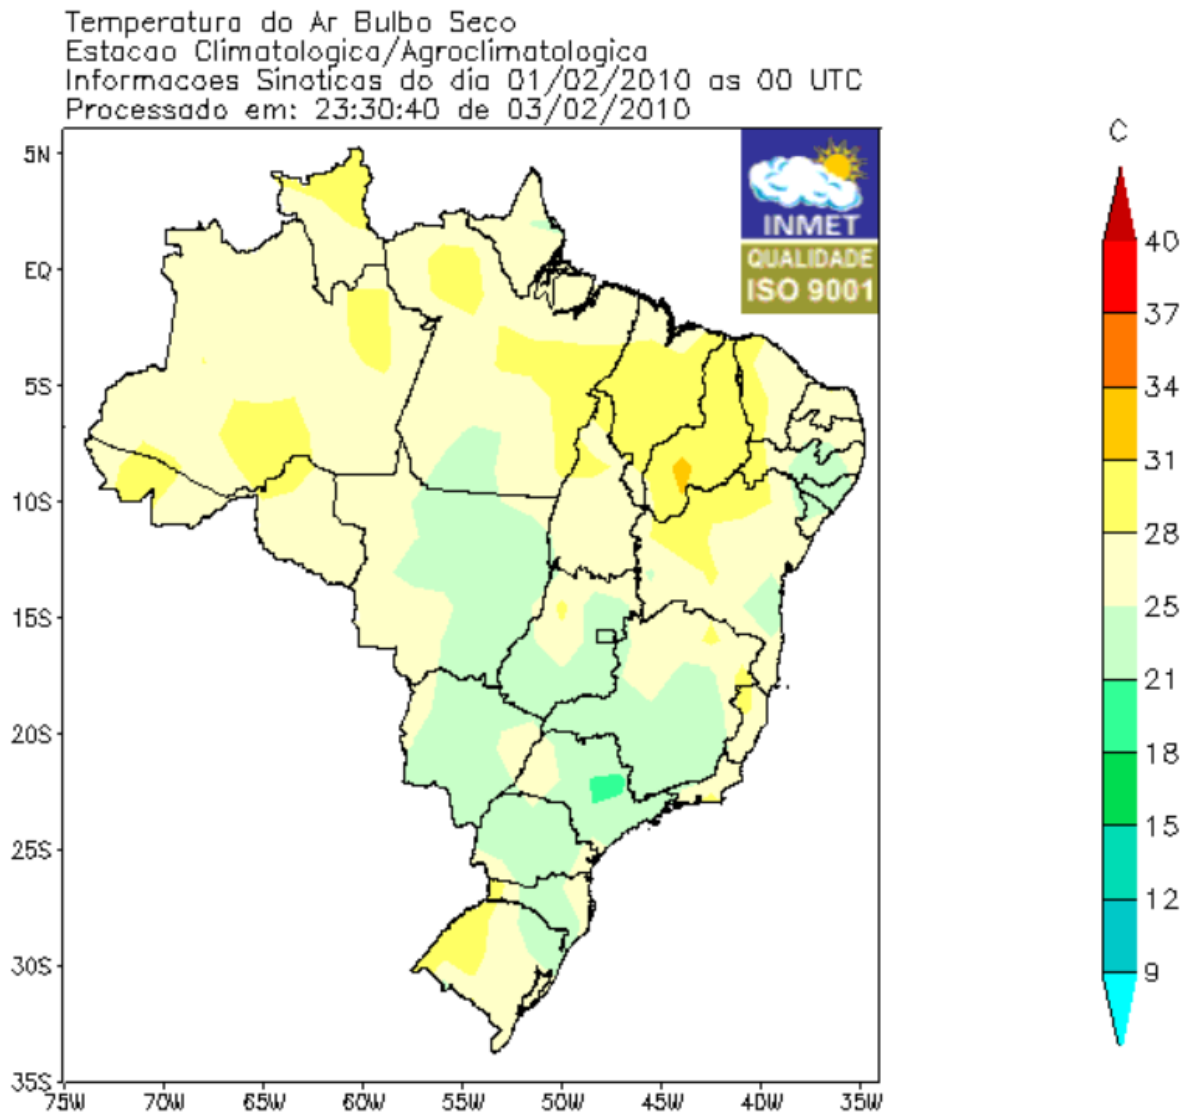 Temperatura do Ar Bulbo Seco
Estacao Climatologica/Agroclimatologica
Informacoes Sinoticas do dia 01/02/2010 as 00 UTC
Processado em: 23:30:40 de 03/02/2010
C
INMET
QUALIDADE
ISO 9001
5N
EQ
5S
10S
15S
20S
25S
30S
35S
75W 70W 65W 60W 55W 50W 45W 40W 35W
40
37
34
31
28
25
21
18
15
12
9